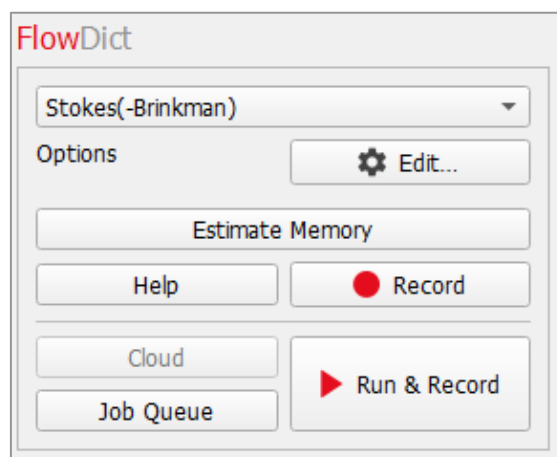 FlowDict
Stokes(-Brinkman)
Options
Edit...
Estimate Memory
Help
Record
Cloud
Run & Record
Job Queue